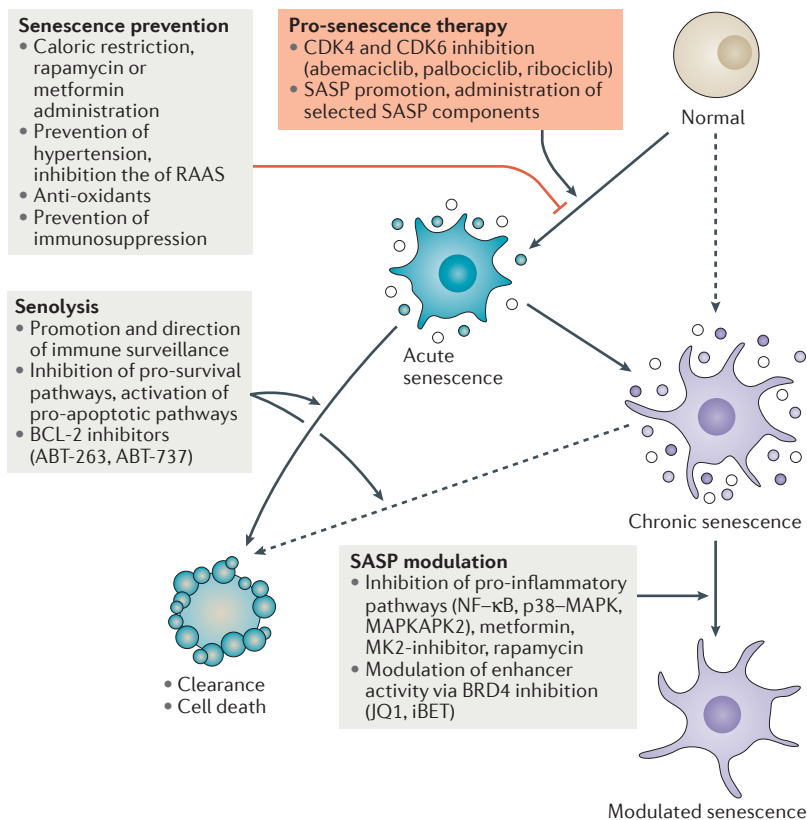 Senescence prevention
• Caloric restriction,
rapamycin or
metformin
administration
• Prevention of
hypertension,
inhibition the of RAAS
• Anti-oxidants
• Prevention of
immunosuppression
Pro-senescence therapy
• CDK4 and CDK6 inhibition
(abemaciclib, palbociclib, ribociclib)
• SASP promotion, administration of
selected SASP components
Normal
Senolysis
• Promotion and direction
of immune surveillance
• Inhibition of pro-survival
pathways, activation of
pro-apoptotic pathways
• BCL-2 inhibitors
(ABT-263, ABT-737)
Acute
senescence
Chronic senescence
SASP modulation
• Inhibition of pro-inflammatory
pathways (NF–κB, p38–MAPK,
MAPKAPK2), metformin,
MK2-inhibitor, rapamycin
• Modulation of enhancer
activity via BRD4 inhibition
(JQ1, iBET)
• Clearance
• Cell death
Modulated senescence